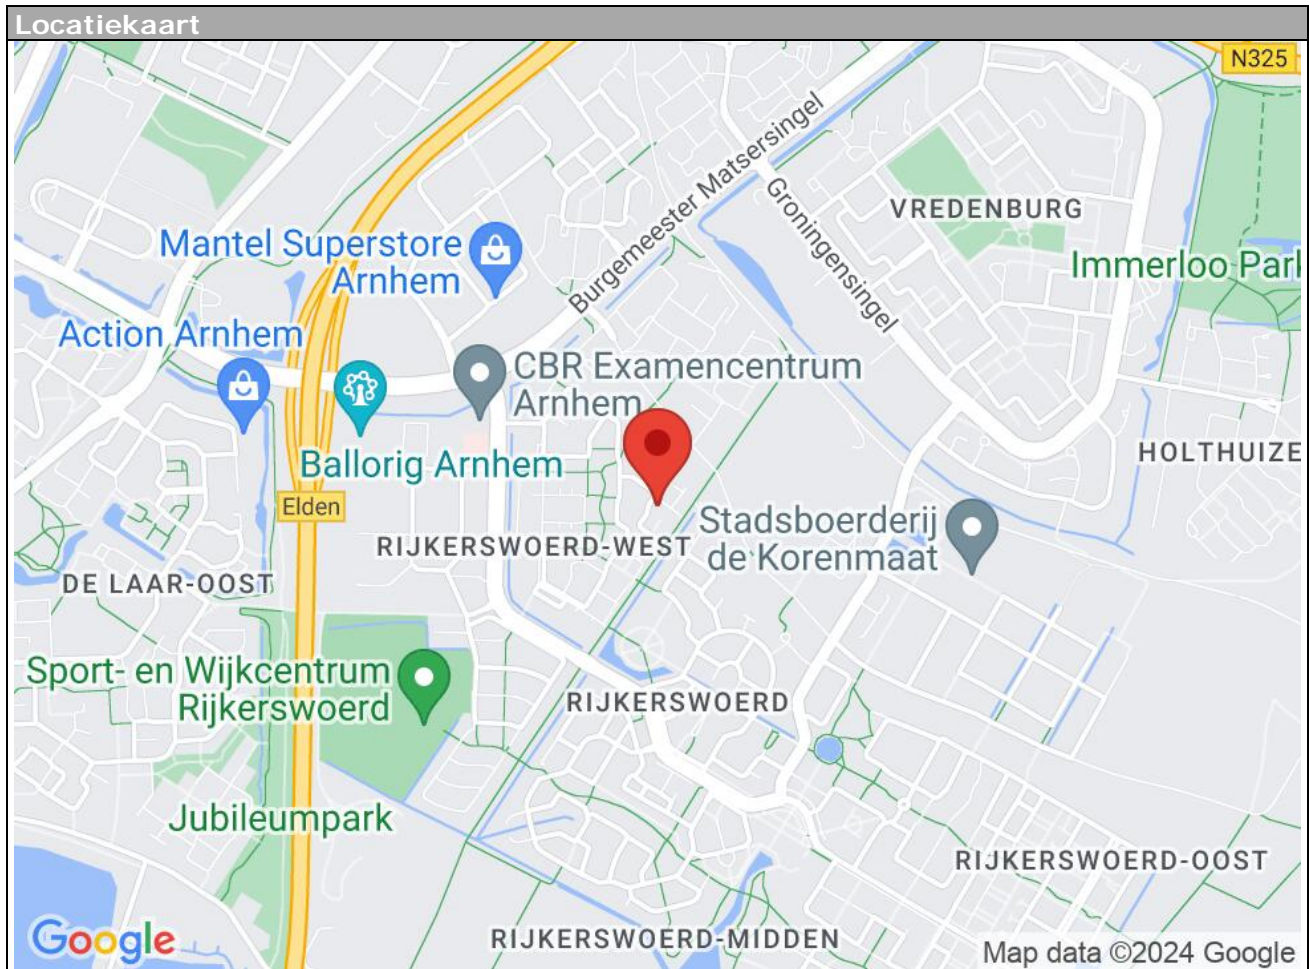 Locatiekaart
N325
Burgemeester Matsersingel
Groningensingel
VREDENBURG
Mantel Superstore
Arnhem
Immerloo Park
Action Arnhem
CBR Examencentrum
Arnhem
Ballorig Arnhem
HOLTHUIZE
Elden
Stadsboerderij
de Korenmaat
RIJKERSWOERD-WEST
DE LAAR-OOST
Sport- en Wijkcentrum
Rijkerswoerd
RIJKERSWOERD
Jubileumpark
RIJKERSWOERD-OOST
RIJKERSWOERD-MIDDEN
Google
Map data ©2024 Google